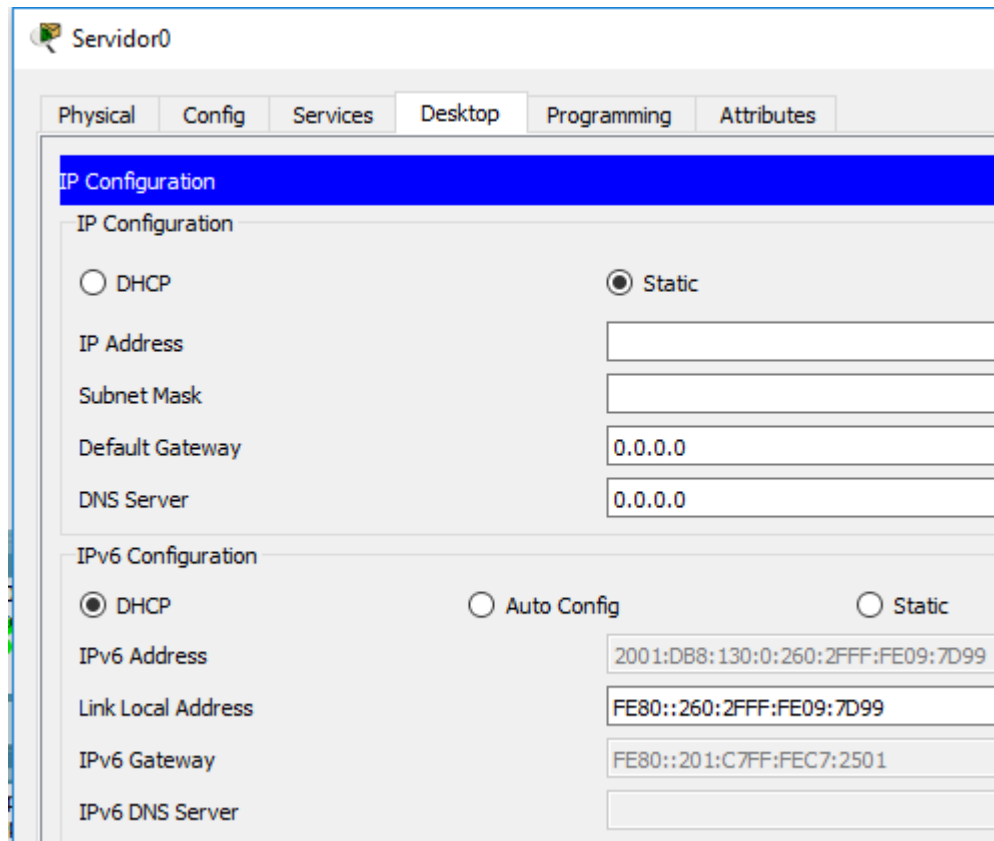 Servidor0
Physical Config Services Desktop Programming Attributes
IP Configuration
IP Configuration
DHCP Static
IP Address
Subnet Mask
Default Gateway 0.0.0.0
DNS Server 0.0.0.0
IPv6 Configuration
DHCP Auto Config Static
IPv6 Address 2001:DB8:130:0:260:2FFF:FE09:7D99
Link Local Address FE80::260:2FFF:FE09:7D99
IPv6 Gateway FE80::201:C7FF:FEC7:2501
IPv6 DNS Server